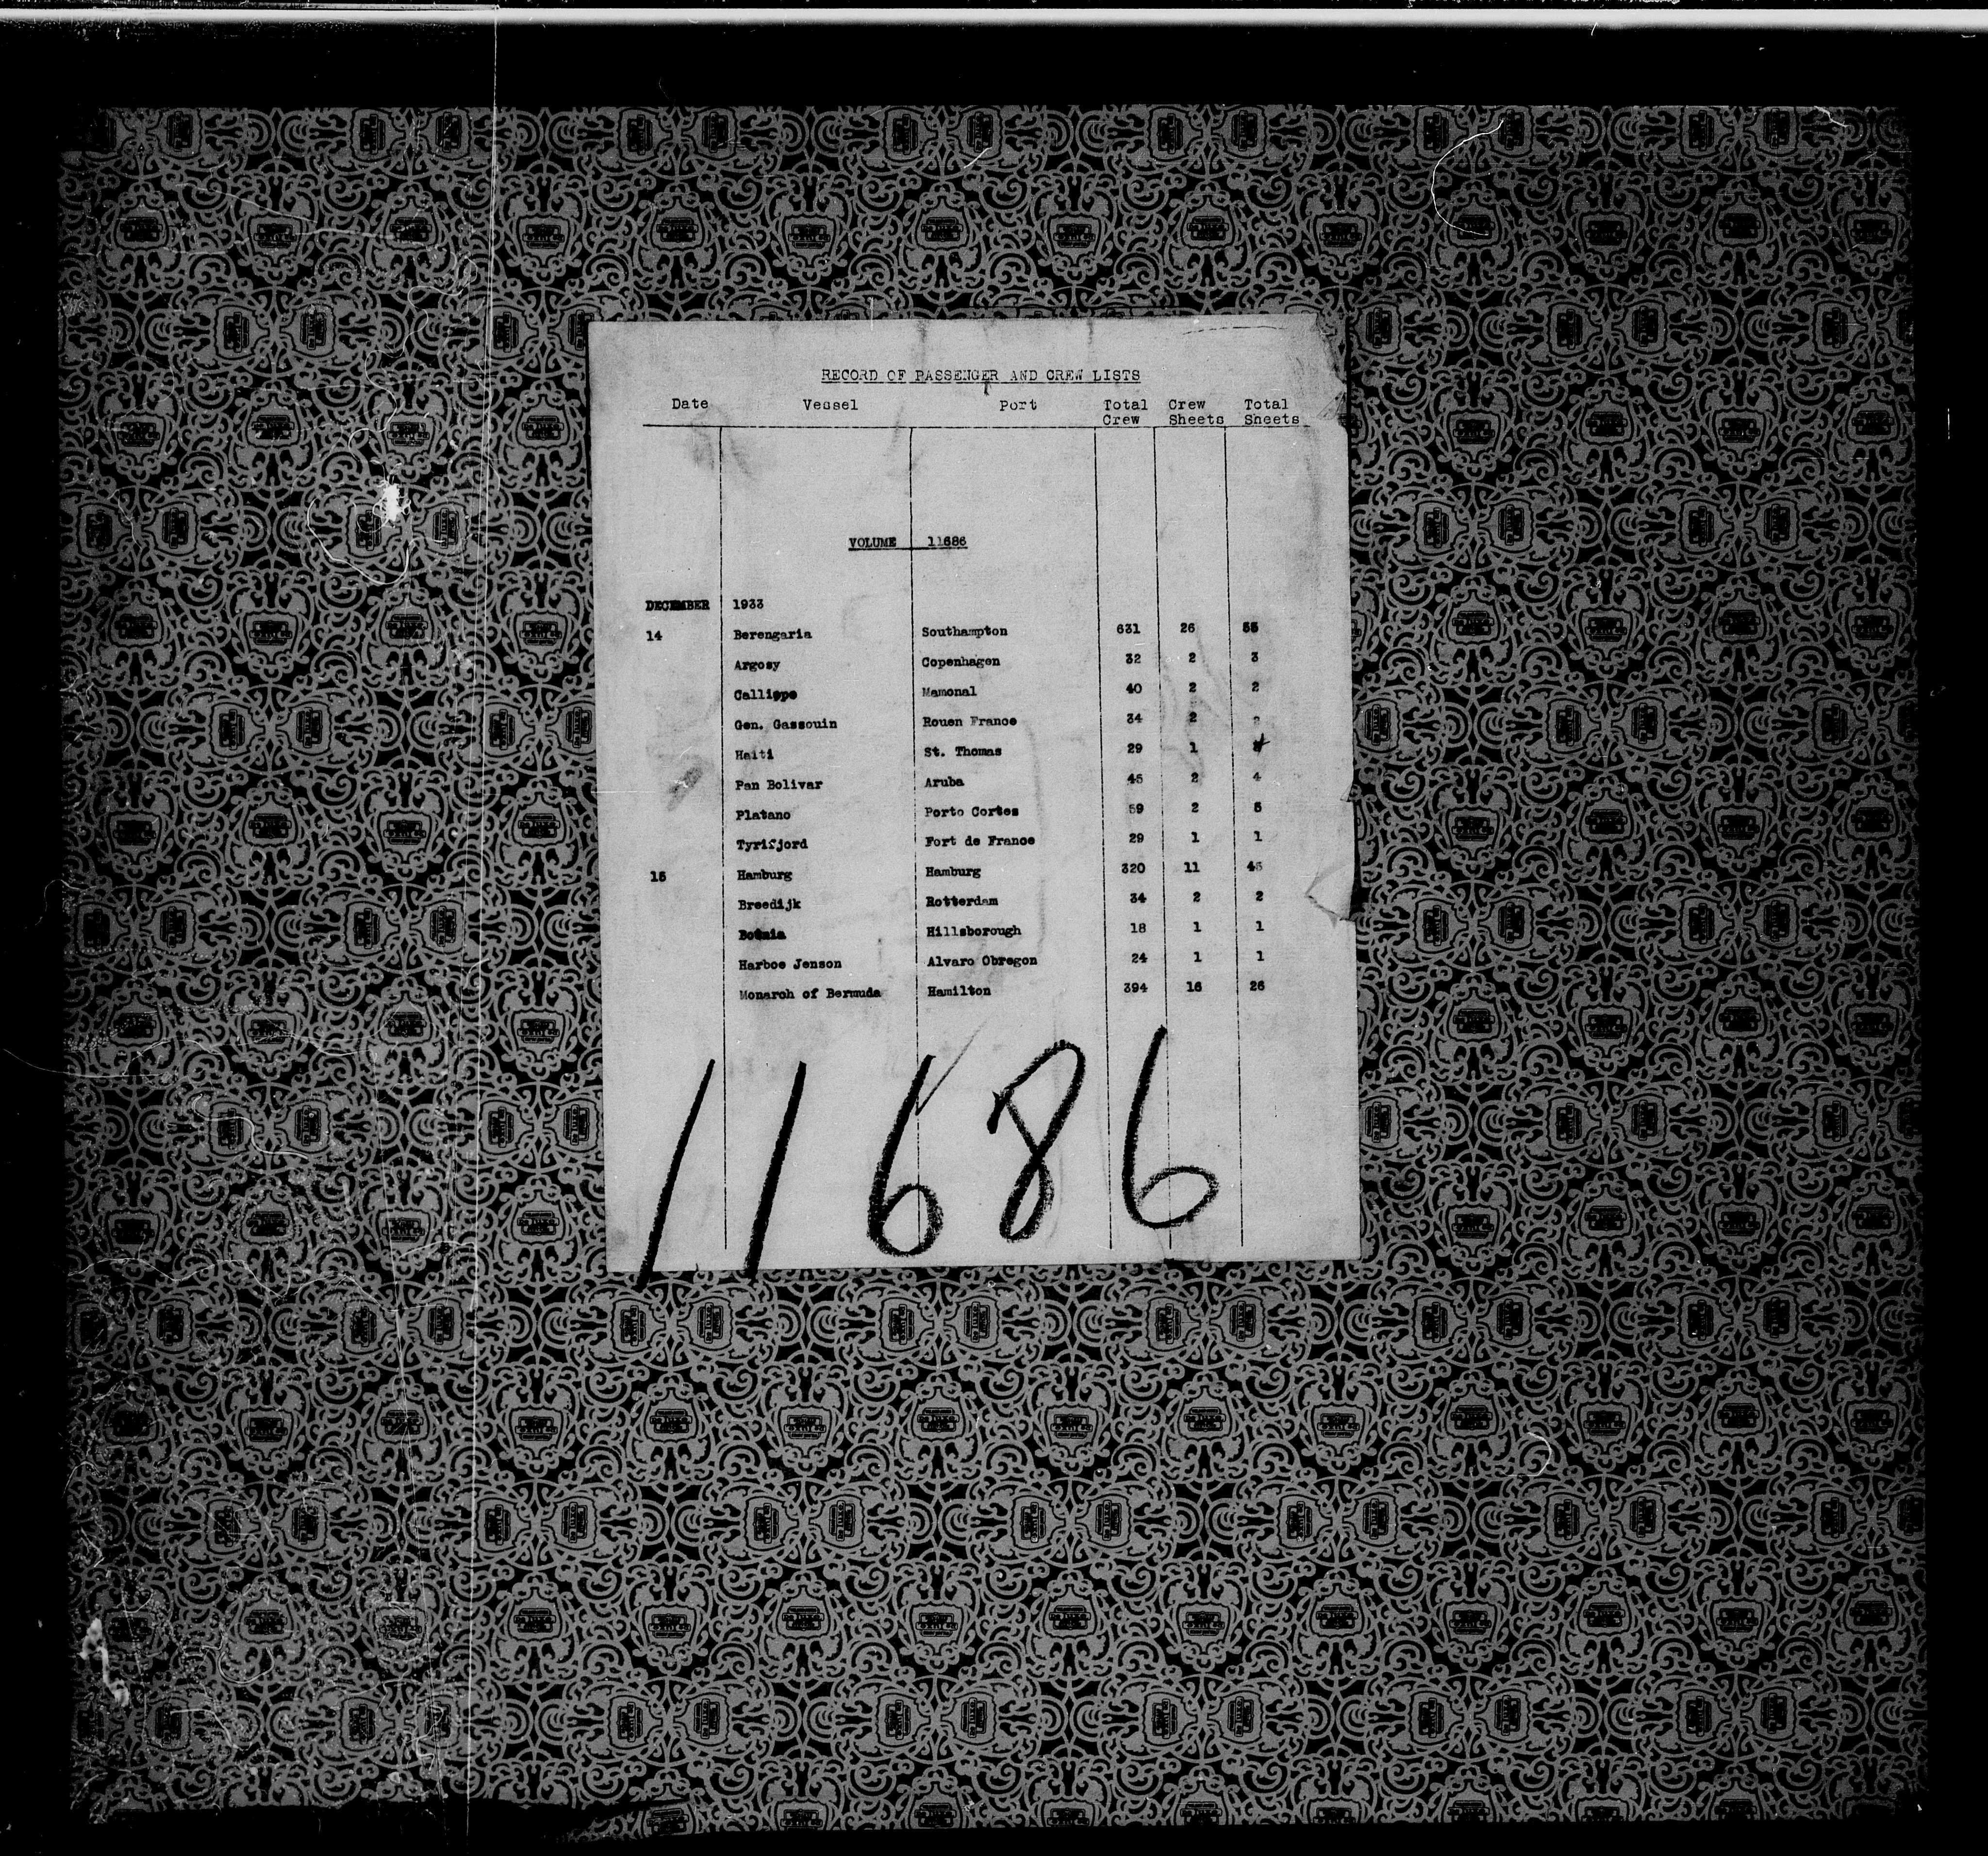 RECORD OF PASSENGER AND CREW LISTS
Date Vessel Port Total Crew Crew Sheets Total Sheets
VOLUME 11686
DECEMBER 1933
14 Berengaria Southampton 631 26 55
Argosy Copenhagen 32 2 3
Calliope Mamonal 40 2 2
Gen. Gassouin Rouen France 34 2 2
Haiti St. Thomas 29 1
Pan Bolivar Aruba 45 2 4
Platano Porto Cortes 59 2 5
Tyrifjord Fort de France 29 1 1
15 Hamburg Hamburg 320 11 45
Breedijk Rotterdam 34 2 2
Botnia Hillsborough 18 1 1
Harboe Jenson Alvaro Obregon 24 1 1
Monarch of Bermuda Hamilton 394 16 26
11686